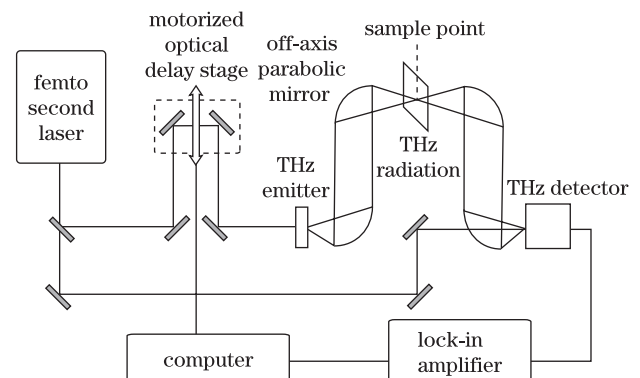 motorized
optical
delay stage
off-axis
parabolic
mirror
sample point
femto
second
laser
THz
emitter
THz
radiation
THz detector
computer
lock-in
amplifier